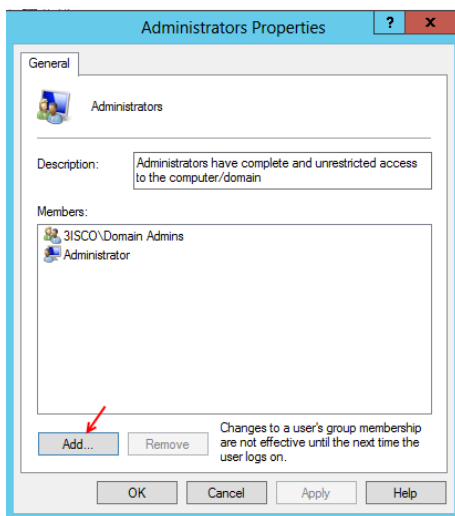 Administrators Properties
? x
General
Administrators
Description:
Administrators have complete and unrestricted access
to the computer/domain
Members:
3ISCO\Domain Admins
Administrator
Add...
Remove
Changes to a user's group membership
are not effective until the next time the
user logs on.
OK
Cancel
Apply
Help